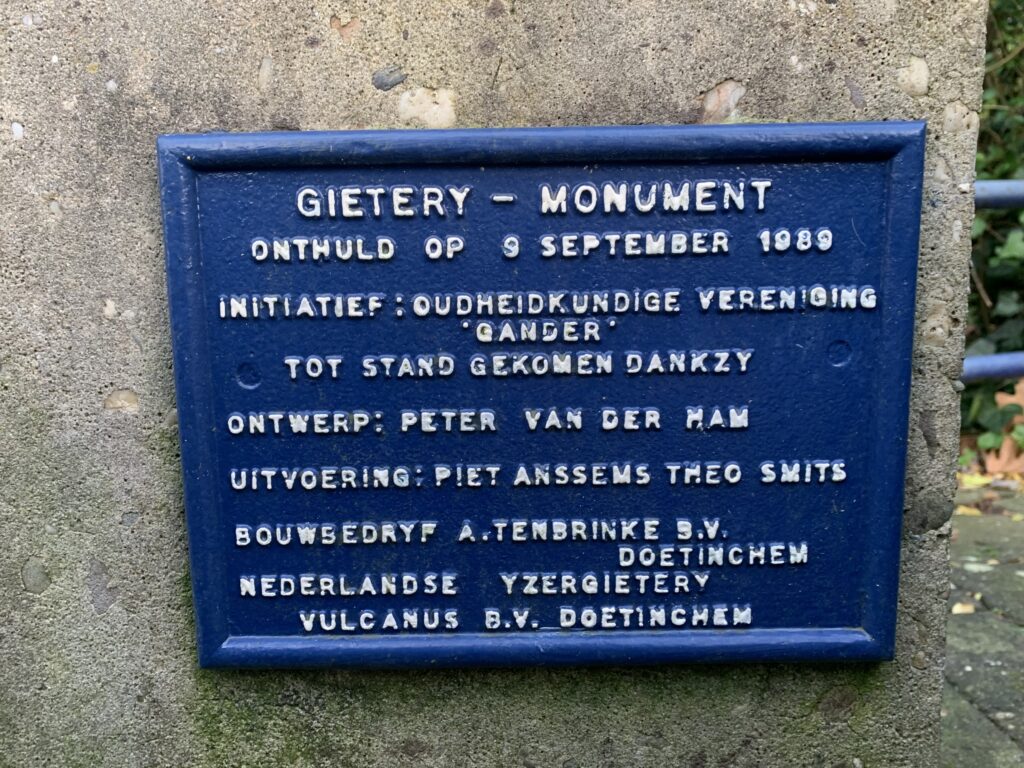 GIETERY - MONUMENT
ONTHULD OP 9 SEPTEMBER 1989
INITIATIEF: OUDHEIDKUNDIGE VERENIGING
"GANDER"
TOT STAND GEKOMEN DANKZY
ONTWERP: PETER VAN DER HAM
UITVOERING: PIET ANSSEMS THEO SMITS
BOUWBEDRYF A. TENBRINKE B.V.
DOETINCHEM
NEDERLANDSE YZERGIETERY
VULCANUS B.V. DOETINCHEM